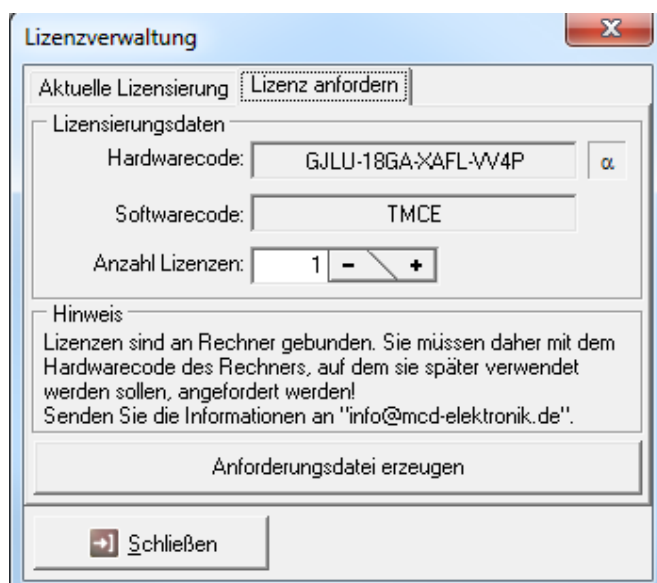 Lizenzverwaltung
Aktuelle Lizensierung Lizenz anfordern
Lizensierungsdaten
Hardwarecode: GJLU-18GA-XAFL-VV4P α
Softwarecode: TMCE
Anzahl Lizenzen: 1 - +
Hinweis
Lizenzen sind an Rechner gebunden. Sie müssen daher mit dem
Hardwarecode des Rechners, auf dem sie später verwendet
werden sollen, angefordert werden!
Senden Sie die Informationen an "info@mcd-elektronik.de".
Anforderungsdatei erzeugen
Schließen